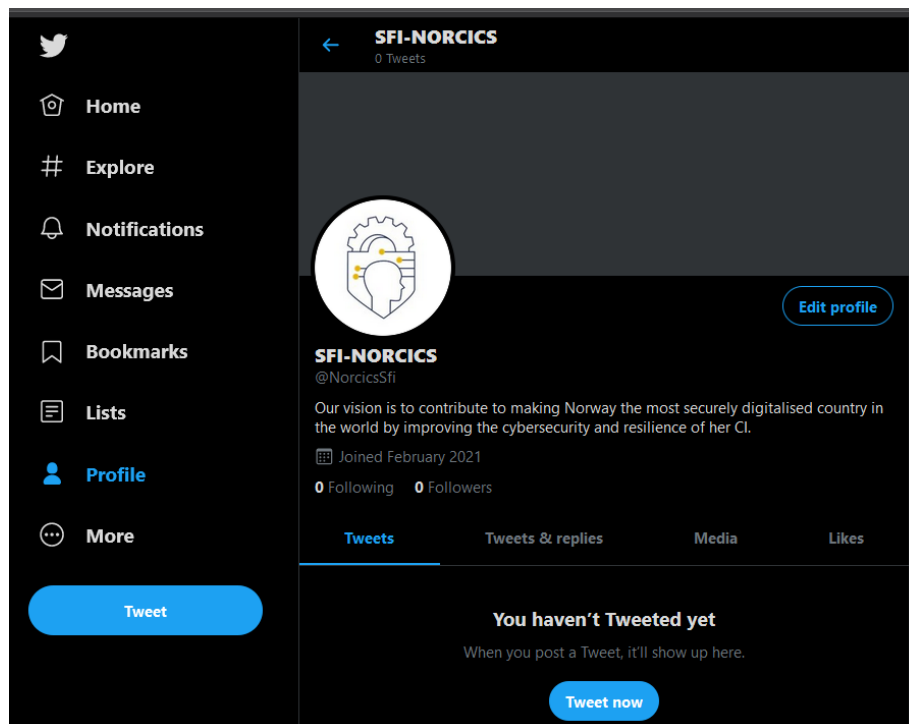 SFI-NORCICS
0 Tweets
Home
Explore
Notifications
Messages
Bookmarks
Lists
Profile
More
Tweet
Edit profile
SFI-NORCICS
@NorcicsSfi
Our vision is to contribute to making Norway the most securely digitalised country in
the world by improving the cybersecurity and resilience of her CI.
Joined February 2021
0 Following 0 Followers
Tweets Tweets & replies Media Likes
You haven't Tweeted yet
When you post a Tweet, it'll show up here.
Tweet now